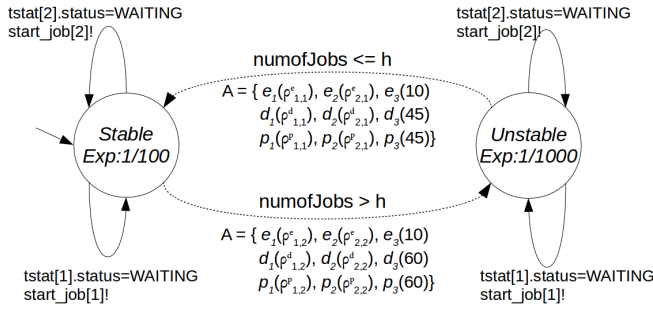 tstat[2].status=WAITING
start_job[2]!
tstat[2].status=WAITING
start_job[2]!
numofJobs <= h
A = { e₁(ρᵉ₁,₁), e₂(ρᵉ₂,₁), e₃(10)
d₁(ρᵈ₁,₁), d₂(ρᵈ₂,₁), d₃(45)
p₁(ρᵖ₁,₁), p₂(ρᵖ₂,₁), p₃(45)}
Stable
Exp:1/100
Unstable
Exp:1/1000
numofJobs > h
A = { e₁(ρᵉ₁,₂), e₂(ρᵉ₂,₂), e₃(10)
d₁(ρᵈ₁,₂), d₂(ρᵈ₂,₂), d₃(60)
p₁(ρᵖ₁,₂), p₂(ρᵖ₂,₂), p₃(60)}
tstat[1].status=WAITING
start_job[1]!
tstat[1].status=WAITING
start_job[1]!